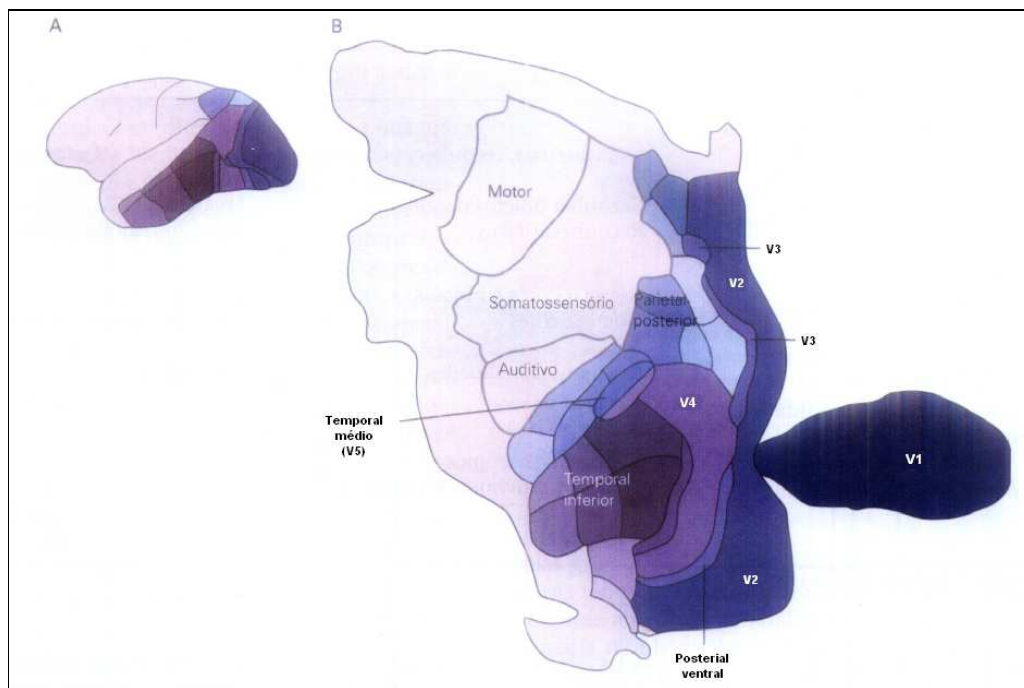 A
B
Motor
V3
V2
Somatossensório
Parietal
posterior
V3
Auditivo
V4
Temporal
médio
(V5)
V1
Temporal
inferior
V2
Posterial
ventral